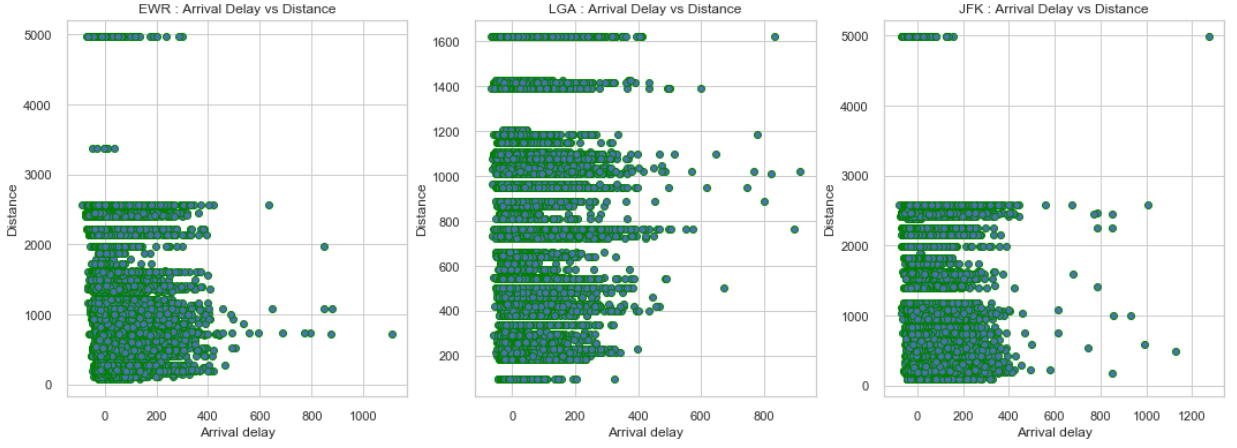 EWR : Arrival Delay vs Distance
5000
4000
3000
2000
1000
0
Distance
0 200 400 600 800 1000
Arrival delay
LGA : Arrival Delay vs Distance
1600
1400
1200
1000
800
600
400
200
Distance
0 200 400 600 800
Arrival delay
JFK : Arrival Delay vs Distance
5000
4000
3000
2000
1000
0
Distance
0 200 400 600 800 1000 1200
Arrival delay